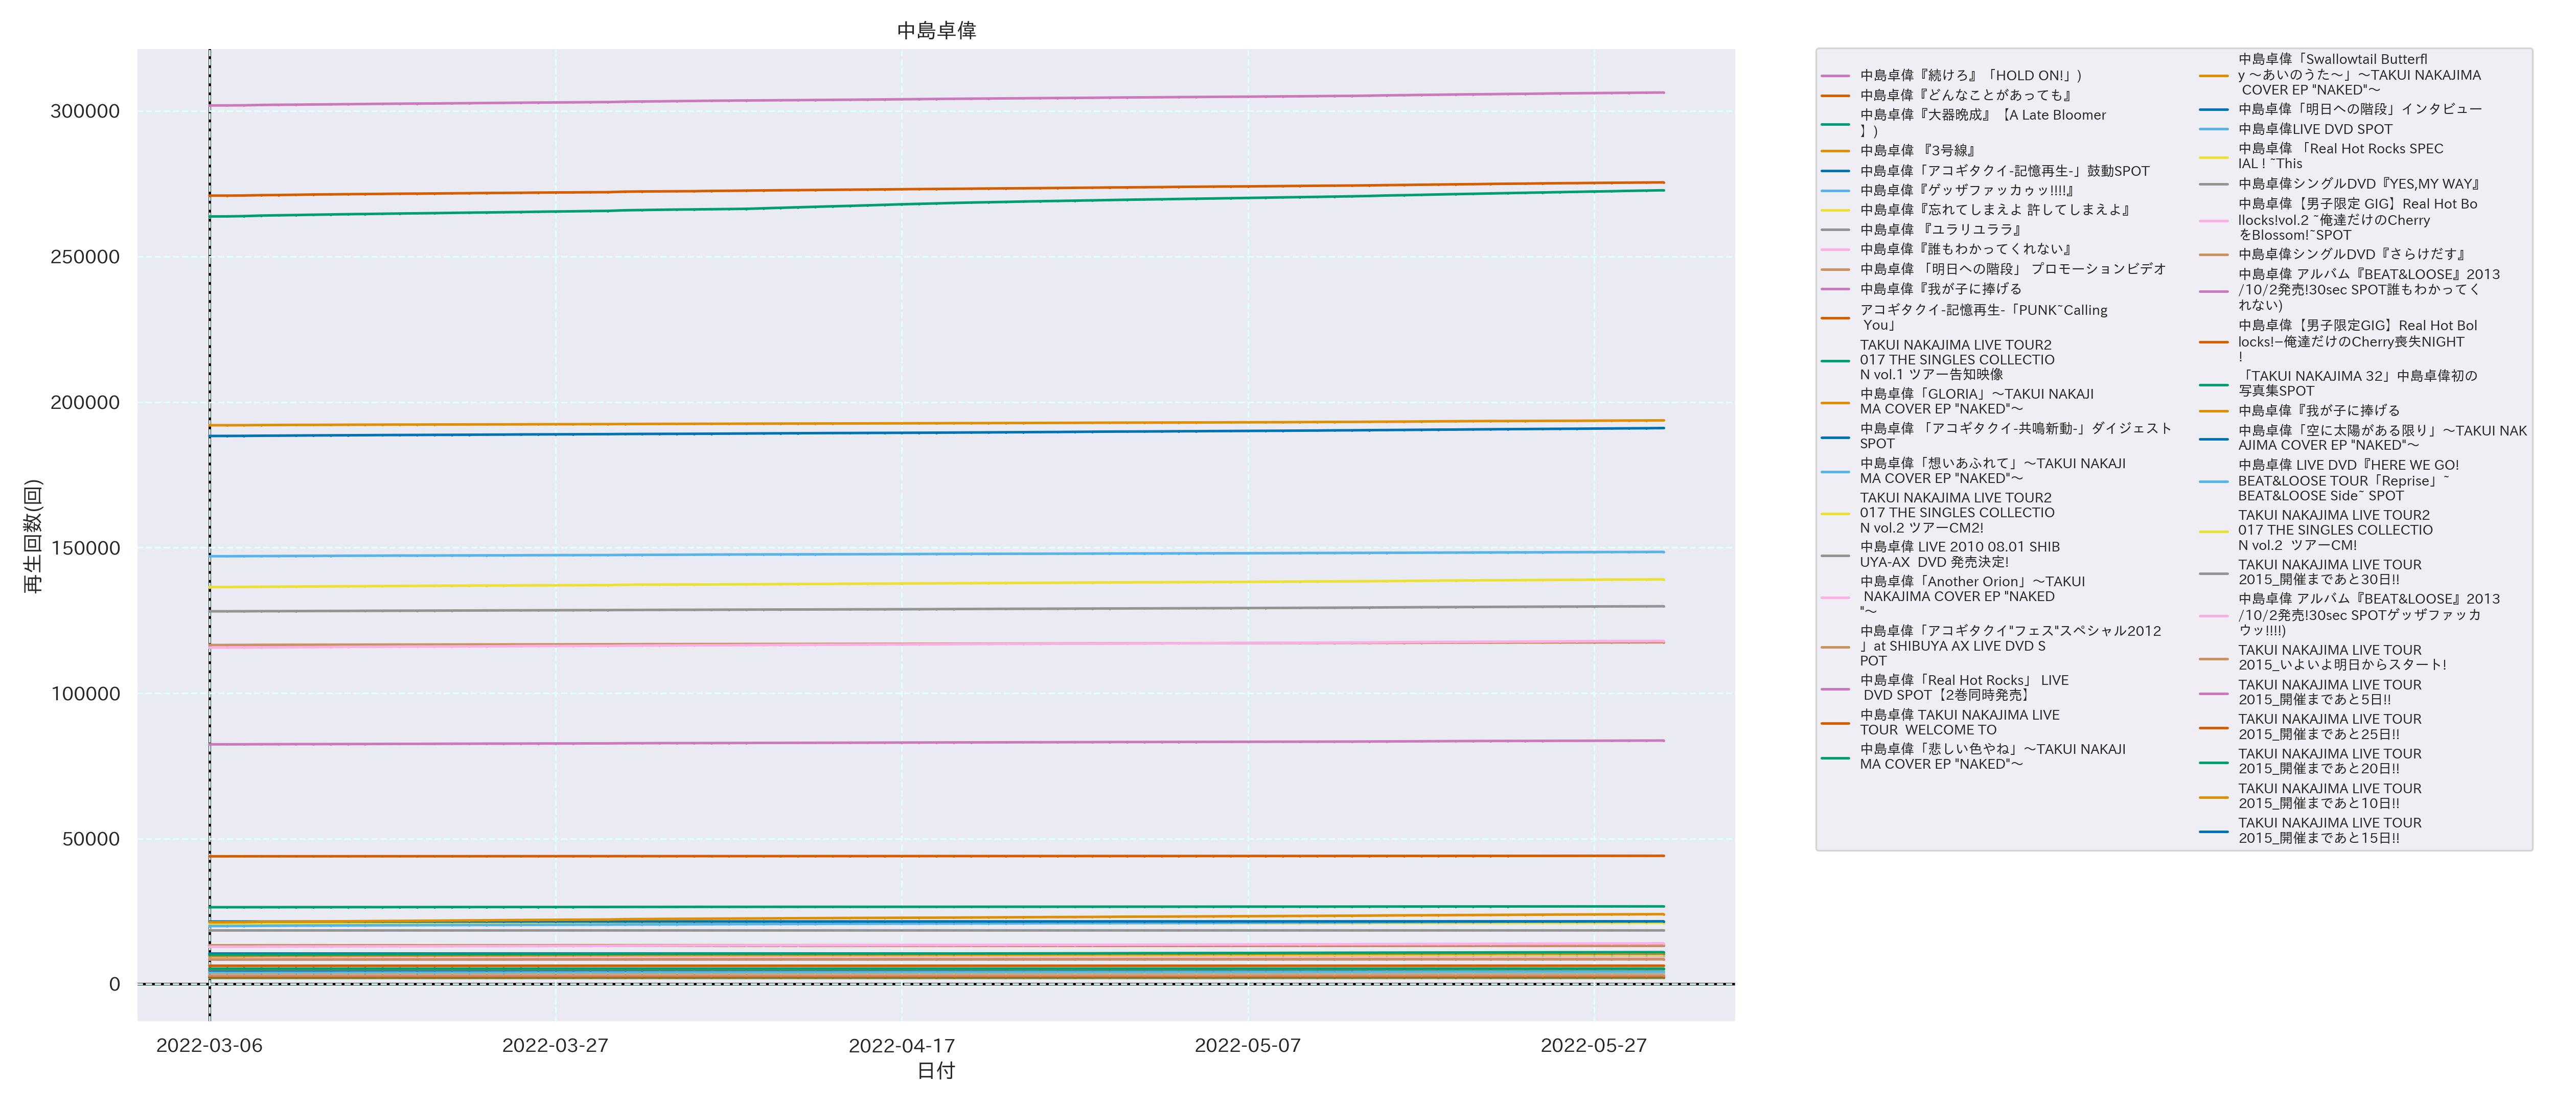 中島卓偉
300000
250000
200000
150000
100000
50000
0
再生回数(回)
2022-03-06
2022-03-27
2022-04-17
2022-05-07
2022-05-27
日付
中島卓偉『続けろ』「HOLD ON!」)
中島卓偉『どんなことがあっても』
中島卓偉『大器晩成』【A Late Bloomer
】)
中島卓偉 『3号線』
中島卓偉「アコギタクイ-記憶再生-」鼓動SPOT
中島卓偉『ゲッザファッカゥッ!!!!』
中島卓偉『忘れてしまえよ 許してしまえよ』
中島卓偉 『ユラリユララ』
中島卓偉『誰もわかってくれない』
中島卓偉 「明日への階段」 プロモーションビデオ
中島卓偉『我が子に捧げる
アコギタクイ-記憶再生-「PUNK~Calling
You」
TAKUI NAKAJIMA LIVE TOUR2
017 THE SINGLES COLLECTIO
N vol.1 ツアー告知映像
中島卓偉「GLORIA」～TAKUI NAKAJI
MA COVER EP "NAKED"～
中島卓偉 「アコギタクイ-共鳴新動-」ダイジェスト
SPOT
中島卓偉「想いあふれて」～TAKUI NAKAJI
MA COVER EP "NAKED"～
TAKUI NAKAJIMA LIVE TOUR2
017 THE SINGLES COLLECTIO
N vol.2 ツアーCM2!
中島卓偉 LIVE 2010 08.01 SHIB
UYA-AX  DVD 発売決定!
中島卓偉「Another Orion」～TAKUI
NAKAJIMA COVER EP "NAKED
"～
中島卓偉「アコギタクイ"フェス"スペシャル2012
」at SHIBUYA AX LIVE DVD S
POT
中島卓偉「Real Hot Rocks」 LIVE
DVD SPOT【2巻同時発売】
中島卓偉 TAKUI NAKAJIMA LIVE
TOUR  WELCOME TO
中島卓偉「悲しい色やね」～TAKUI NAKAJI
MA COVER EP "NAKED"～
中島卓偉「Swallowtail Butterfl
y ～あいのうた～」～TAKUI NAKAJIMA
COVER EP "NAKED"～
中島卓偉「明日への階段」インタビュー
中島卓偉LIVE DVD SPOT
中島卓偉 「Real Hot Rocks SPEC
IAL ! ~This
中島卓偉シングルDVD『YES,MY WAY』
中島卓偉【男子限定 GIG】Real Hot Bo
llocks!vol.2 ~俺達だけのCherry
をBlossom!~SPOT
中島卓偉シングルDVD『さらけだす』
中島卓偉 アルバム『BEAT&LOOSE』2013
/10/2発売!30sec SPOT誰もわかってく
れない)
中島卓偉【男子限定GIG】Real Hot Bol
locks!−俺達だけのCherry喪失NIGHT
!
「TAKUI NAKAJIMA 32」中島卓偉初の
写真集SPOT
中島卓偉『我が子に捧げる
中島卓偉「空に太陽がある限り」～TAKUI NAK
AJIMA COVER EP "NAKED"～
中島卓偉 LIVE DVD『HERE WE GO!
BEAT&LOOSE TOUR「Reprise」~
BEAT&LOOSE Side~ SPOT
TAKUI NAKAJIMA LIVE TOUR2
017 THE SINGLES COLLECTIO
N vol.2  ツアーCM!
TAKUI NAKAJIMA LIVE TOUR
2015_開催まであと30日!!
中島卓偉 アルバム『BEAT&LOOSE』2013
/10/2発売!30sec SPOTゲッザファッカ
ウッ!!!!)
TAKUI NAKAJIMA LIVE TOUR
2015_いよいよ明日からスタート!
TAKUI NAKAJIMA LIVE TOUR
2015_開催まであと5日!!
TAKUI NAKAJIMA LIVE TOUR
2015_開催まであと25日!!
TAKUI NAKAJIMA LIVE TOUR
2015_開催まであと20日!!
TAKUI NAKAJIMA LIVE TOUR
2015_開催まであと10日!!
TAKUI NAKAJIMA LIVE TOUR
2015_開催まであと15日!!